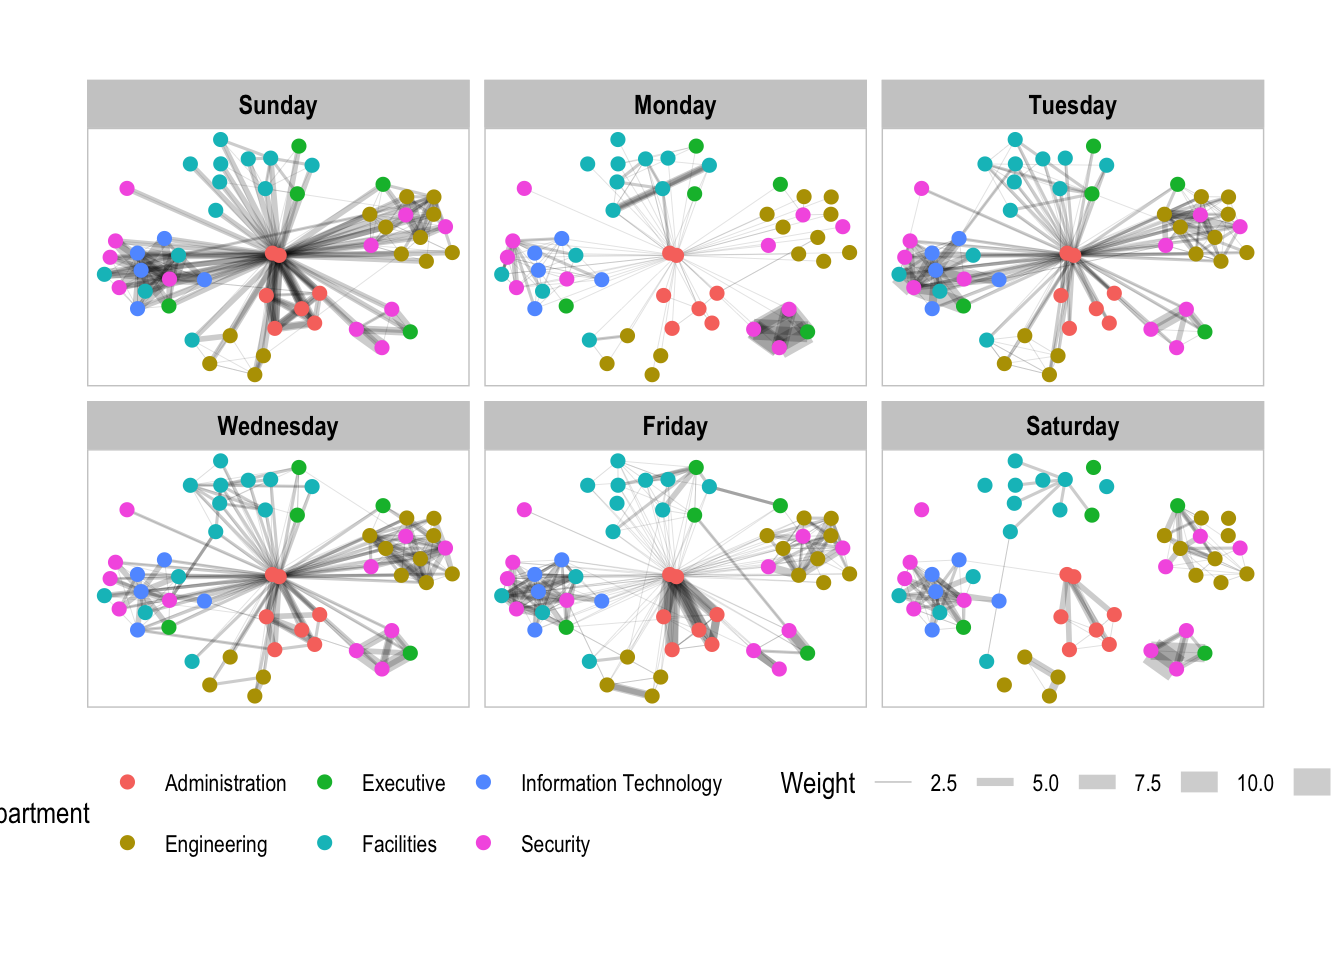 Sunday
Monday
Tuesday
Wednesday
Friday
Saturday
partment
Administration
Executive
Information Technology
Engineering
Facilities
Security
Weight
2.5
5.0
7.5
10.0